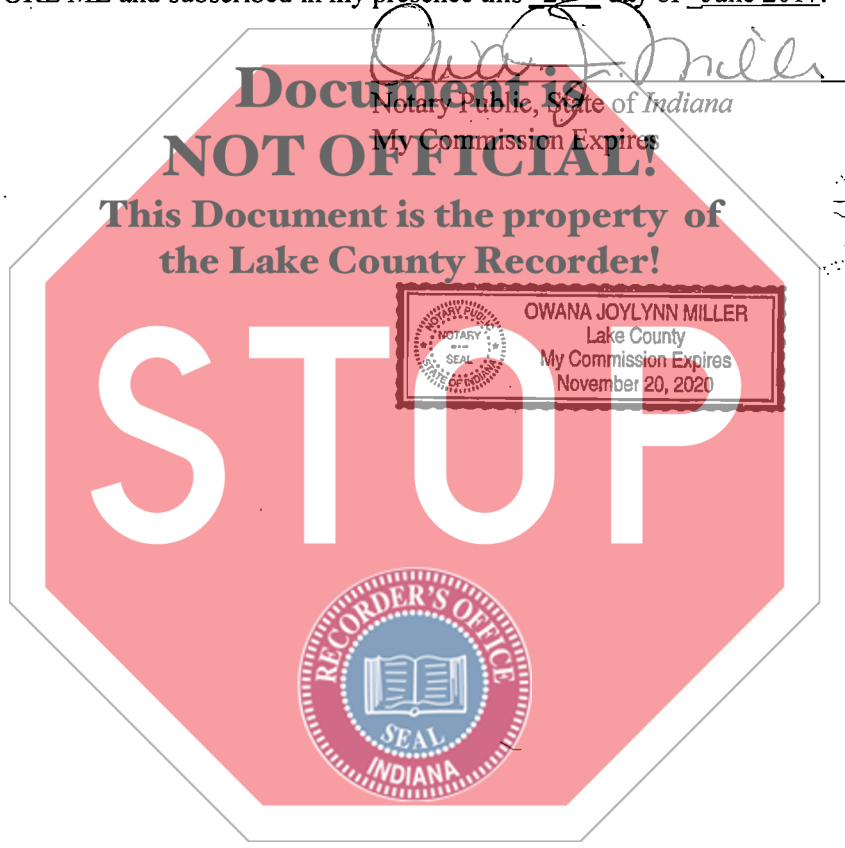 ORE ME and subscribed in my presence this day of June 2017.
Owana J. Miller
Notary Public, State of Indiana
My Commission Expires
Document is
NOT OFFICIAL!
This Document is the property of
the Lake County Recorder!
NOTARY PUBLIC
NOTARY
SEAL
STATE OF INDIANA
OWANA JOYLYNN MILLER
Lake County
My Commission Expires
November 20, 2020
STOP
RECORDER'S OFFICE
SEAL
INDIANA